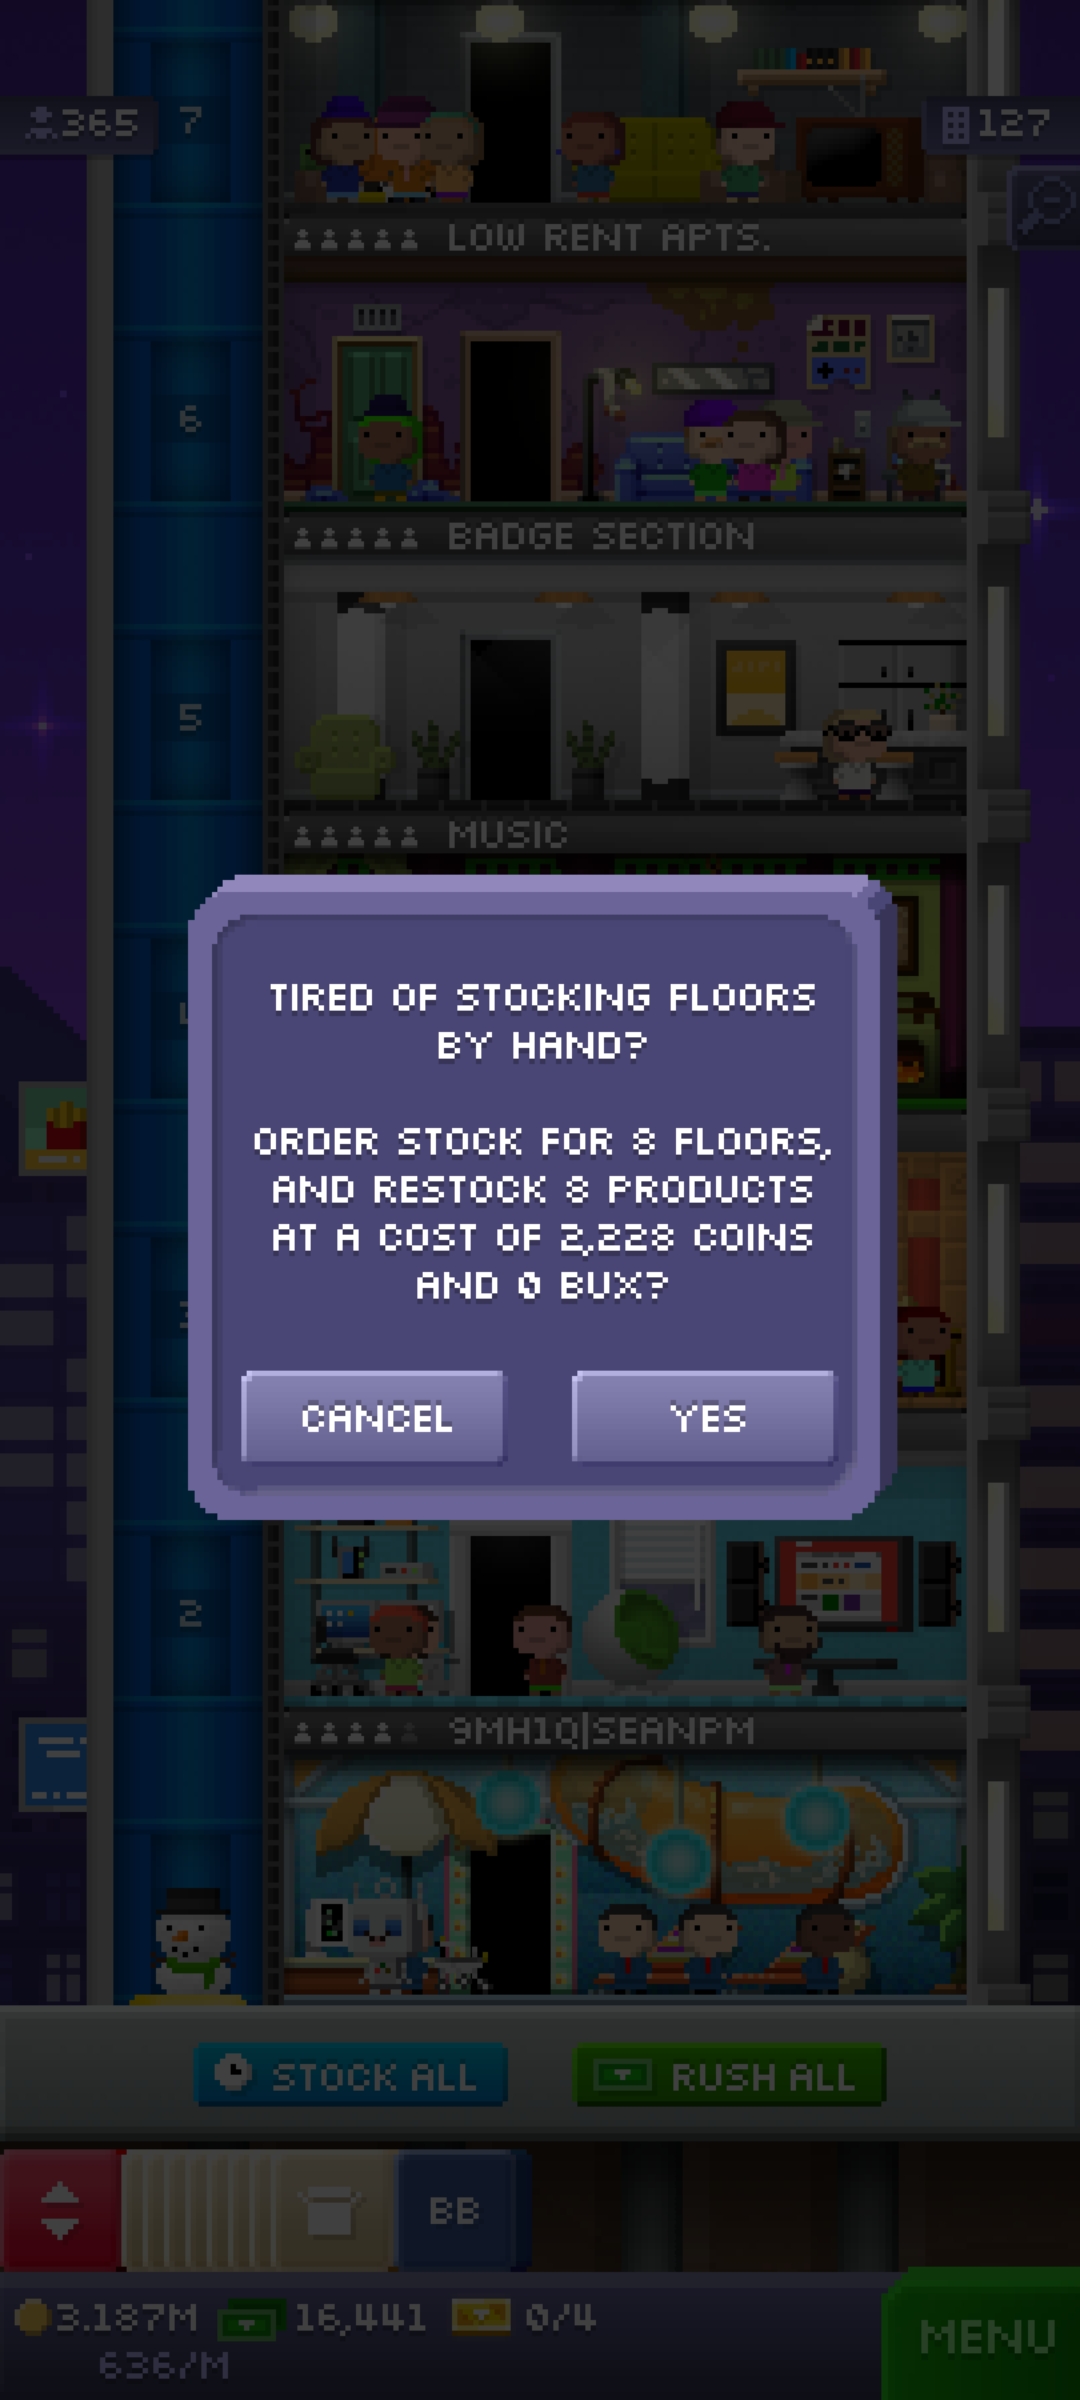 365
7
127
LOW RENT APTS.
6
BADGE SECTION
5
MUSIC
TIRED OF STOCKING FLOORS
BY HAND?
ORDER STOCK FOR 8 FLOORS,
AND RESTOCK 8 PRODUCTS
AT A COST OF 2,228 COINS
AND 0 BUX?
CANCEL
YES
2
9MH1Q|SEANPM
STOCK ALL
RUSH ALL
BB
3.187M
16,441
0/4
636/M
MENU